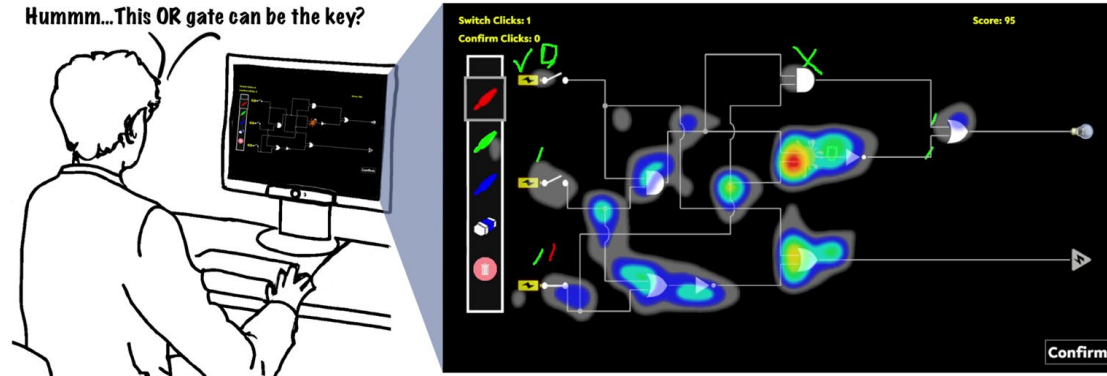 Hummm...This OR gate can be the key?
Switch Clicks: 1
Score: 95
Confirm Clicks: 0
Confirm